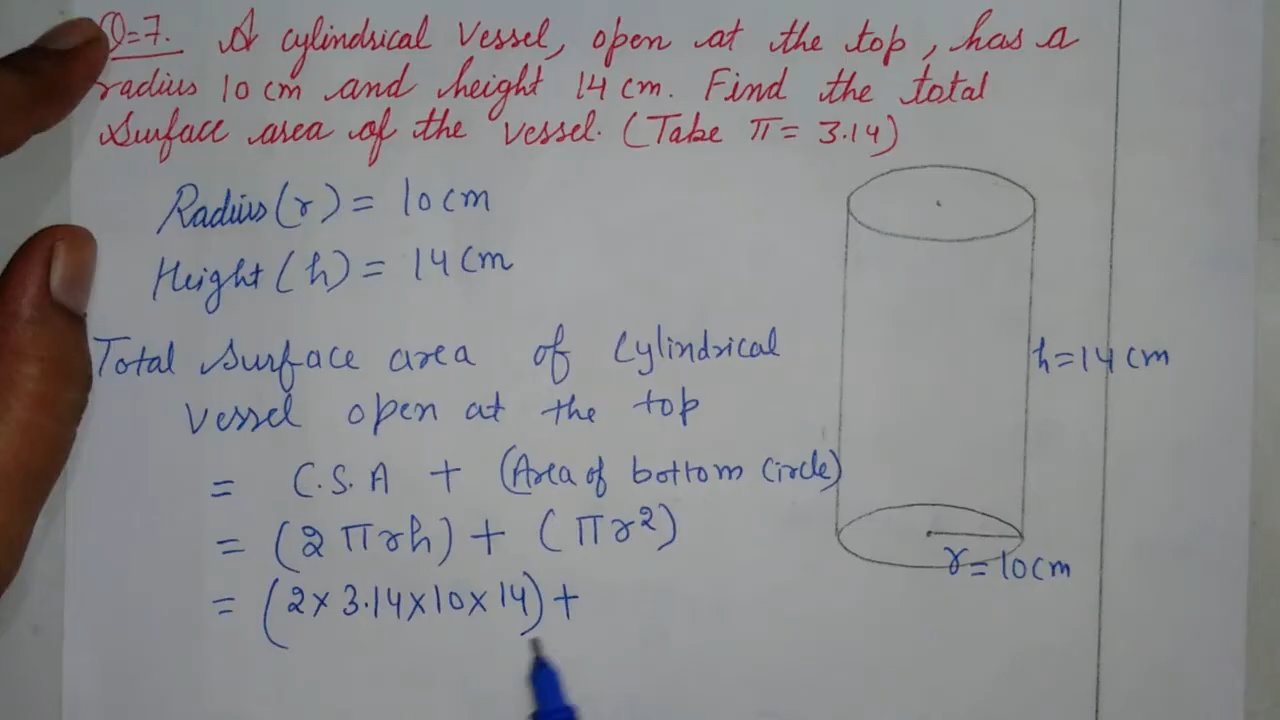 Q=7. A cylindrical vessel, open at the top, has a
radius 10 cm and height 14 cm. Find the total
surface area of the vessel. (Take π = 3.14)
Radius (r) = 10 cm
Height (h) = 14 cm
Total surface area of cylindrical
vessel open at the top
= C.S.A + (Area of bottom circle)
= (2πrh) + (πr²)
= (2 × 3.14 × 10 × 14) +
h = 14 cm
r = 10 cm